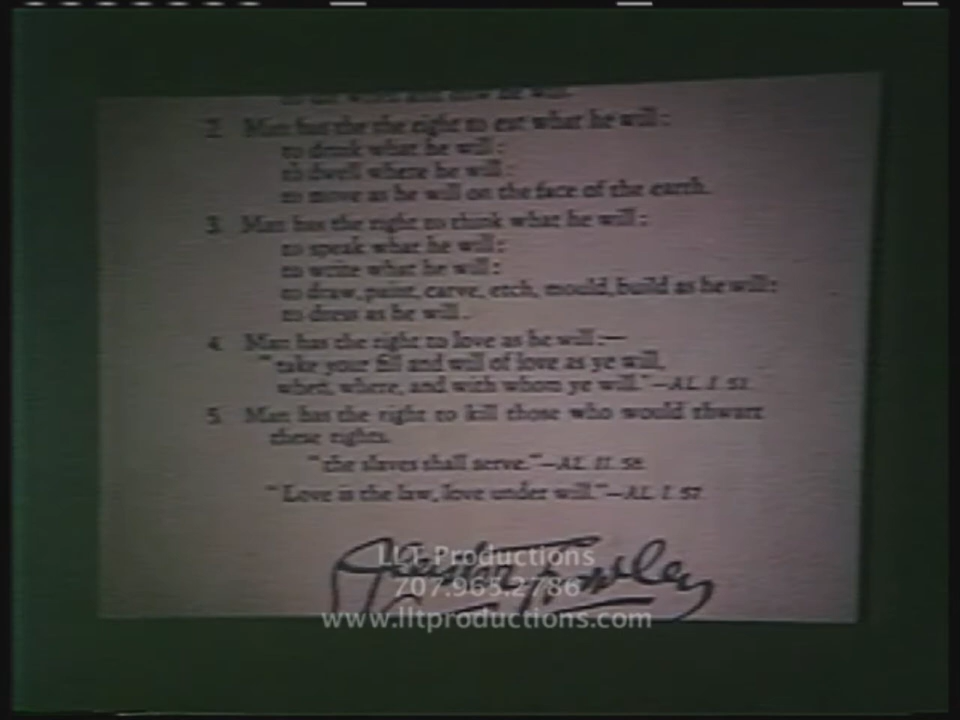 2. Man has the the right to eat what he will:
to drink what he will:
to dwell where he will:
to move as he will on the face of the earth.
3. Man has the right to think what he will:
to speak what he will:
to write what he will:
to draw, paint, carve, etch, mould, build as he will:
to dress as he will.
4. Man has the right to love as he will:—
"take your fill and will of love as ye will,
when, where, and with whom ye will."—AL. I. 51.
5. Man has the right to kill those who would thwart
these rights.
"the slaves shall serve."—AL. II. 58.
"Love is the law, love under will."—AL. I. 57.
Aleister Crowley
LLT Productions
707.965.2786
www.lltproductions.com